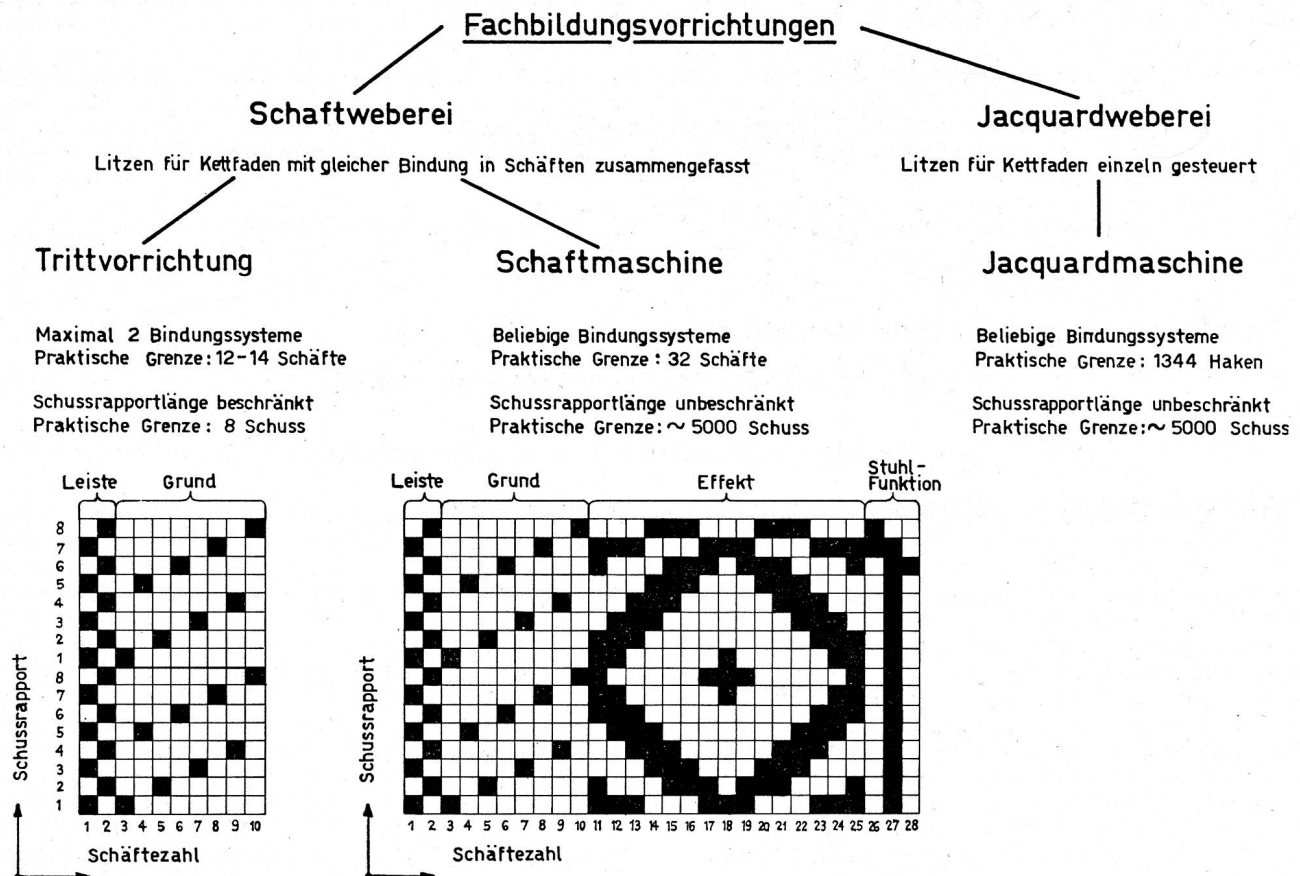 Fachbildungsvorrichtungen
Schaftweberei
Litzen für Kettfaden mit gleicher Bindung in Schäften zusammengefasst
Jacquardweberei
Litzen für Kettfaden einzeln gesteuert
Trittvorrichtung
Maximal 2 Bindungssysteme
Praktische Grenze: 12-14 Schäfte
Schussrapportlänge beschränkt
Praktische Grenze: 8 Schuss
Schaftmaschine
Beliebige Bindungssysteme
Praktische Grenze: 32 Schäfte
Schussrapportlänge unbeschränkt
Praktische Grenze: ~ 5000 Schuss
Jacquardmaschine
Beliebige Bindungssysteme
Praktische Grenze: 1344 Haken
Schussrapportlänge unbeschränkt
Praktische Grenze: ~ 5000 Schuss
Leiste Grund
8
7
6
5
4
3
2
1
8
7
6
5
4
3
2
1
Schussrapport
1 2 3 4 5 6 7 8 9 10
Schäftezahl
Leiste Grund Effekt Stuhl-
Funktion
Schussrapport
1 2 3 4 5 6 7 8 9 10 11 12 13 14 15 16 17 18 19 20 21 22 23 24 25 26 27 28
Schäftezahl